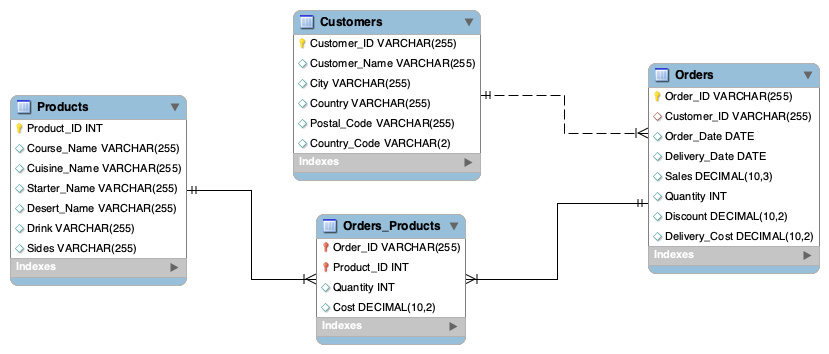 Customers
Customer_ID VARCHAR(255)
Customer_Name VARCHAR(255)
City VARCHAR(255)
Country VARCHAR(255)
Postal_Code VARCHAR(255)
Country_Code VARCHAR(2)
Indexes
Orders
Order_ID VARCHAR(255)
Customer_ID VARCHAR(255)
Order_Date DATE
Delivery_Date DATE
Sales DECIMAL(10,3)
Quantity INT
Discount DECIMAL(10,2)
Delivery_Cost DECIMAL(10,2)
Indexes
Products
Product_ID INT
Course_Name VARCHAR(255)
Cuisine_Name VARCHAR(255)
Starter_Name VARCHAR(255)
Desert_Name VARCHAR(255)
Drink VARCHAR(255)
Sides VARCHAR(255)
Indexes
Orders_Products
Order_ID VARCHAR(255)
Product_ID INT
Quantity INT
Cost DECIMAL(10,2)
Indexes